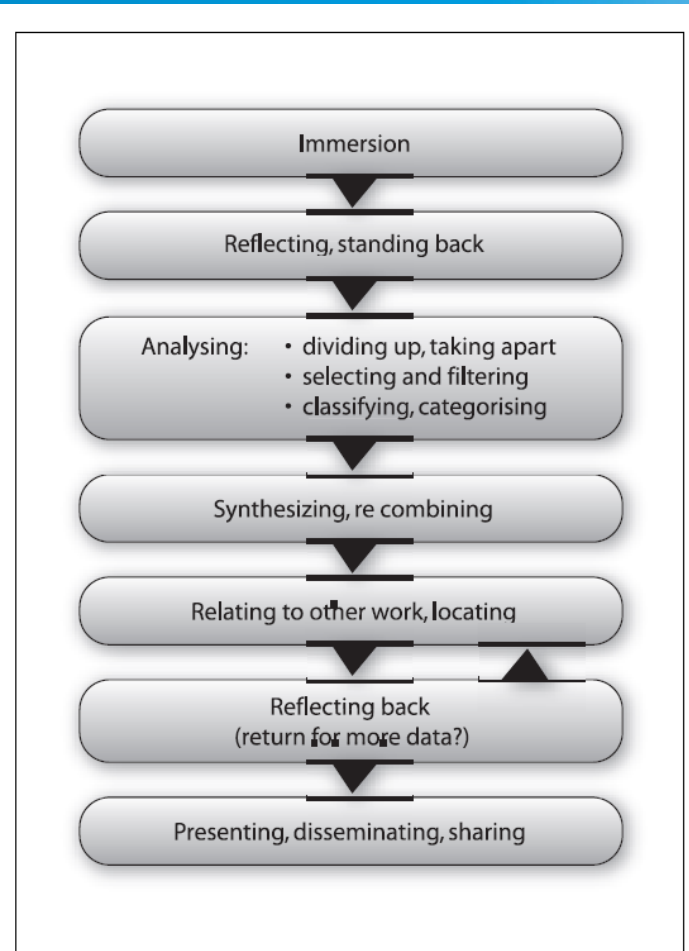 Immersion
Reflecting, standing back
Analysing: • dividing up, taking apart
• selecting and filtering
• classifying, categorising
Synthesizing, re combining
Relating to other work, locating
Reflecting back
(return for more data?)
Presenting, disseminating, sharing